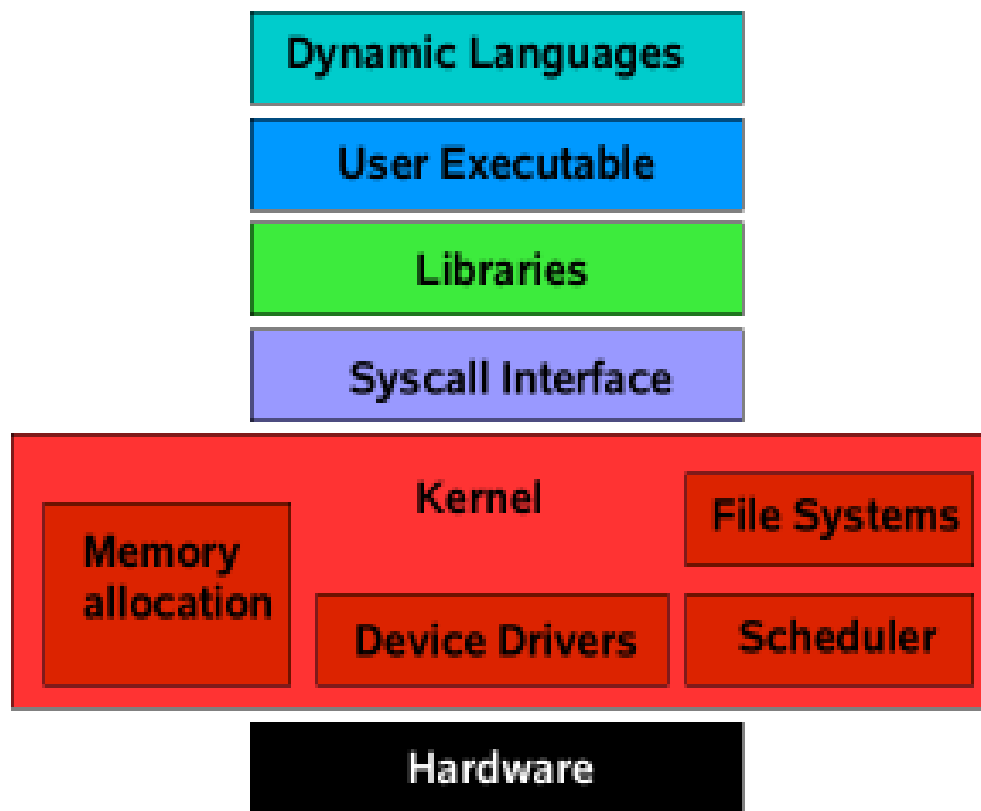 Dynamic Languages
User Executable
Libraries
Syscall Interface
Kernel
File Systems
Memory
allocation
Device Drivers
Scheduler
Hardware